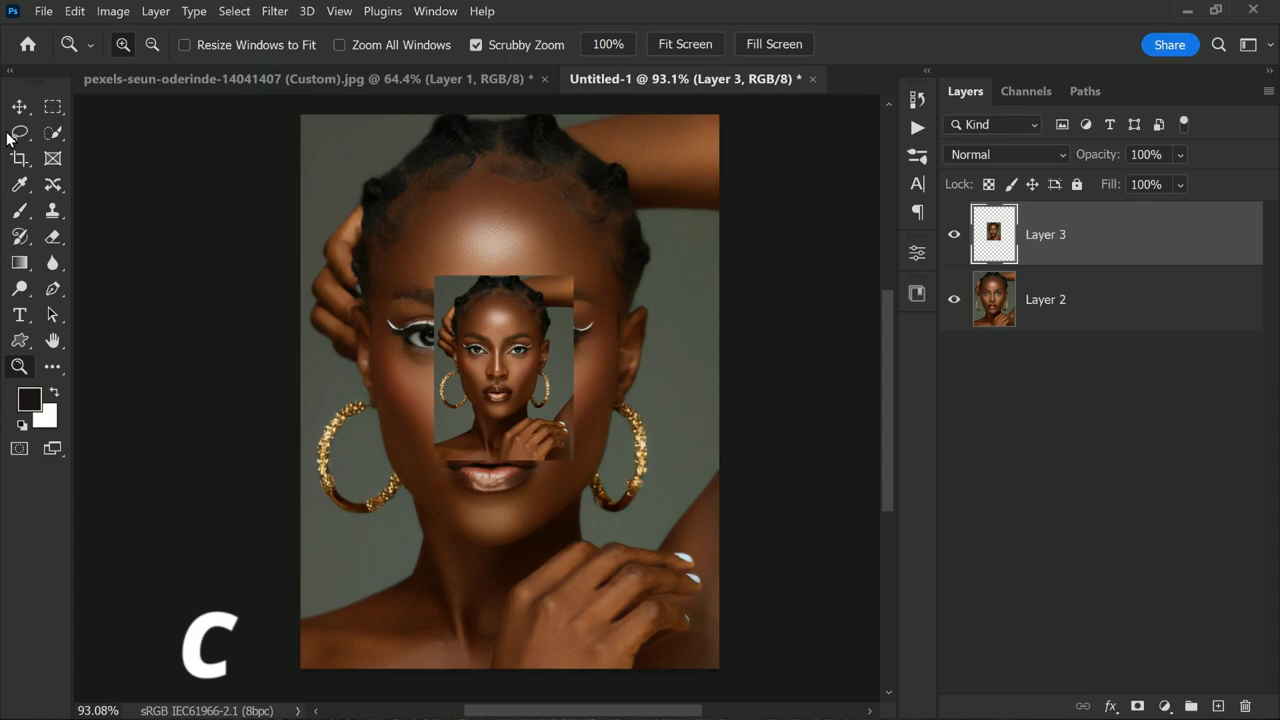 Ps File Edit Image Layer Type Select Filter 3D View Plugins Window Help
Resize Windows to Fit Zoom All Windows Scrubby Zoom 100% Fit Screen Fill Screen Share
pexels-seun-oderinde-14041407 (Custom).jpg @ 64.4% (Layer 1, RGB/8) * × Untitled-1 @ 93.1% (Layer 3, RGB/8) * ×
Layers Channels Paths
Kind
Normal Opacity: 100%
Lock: Fill: 100%
Layer 3
Layer 2
C
93.08% sRGB IEC61966-2.1 (8bpc)
fx